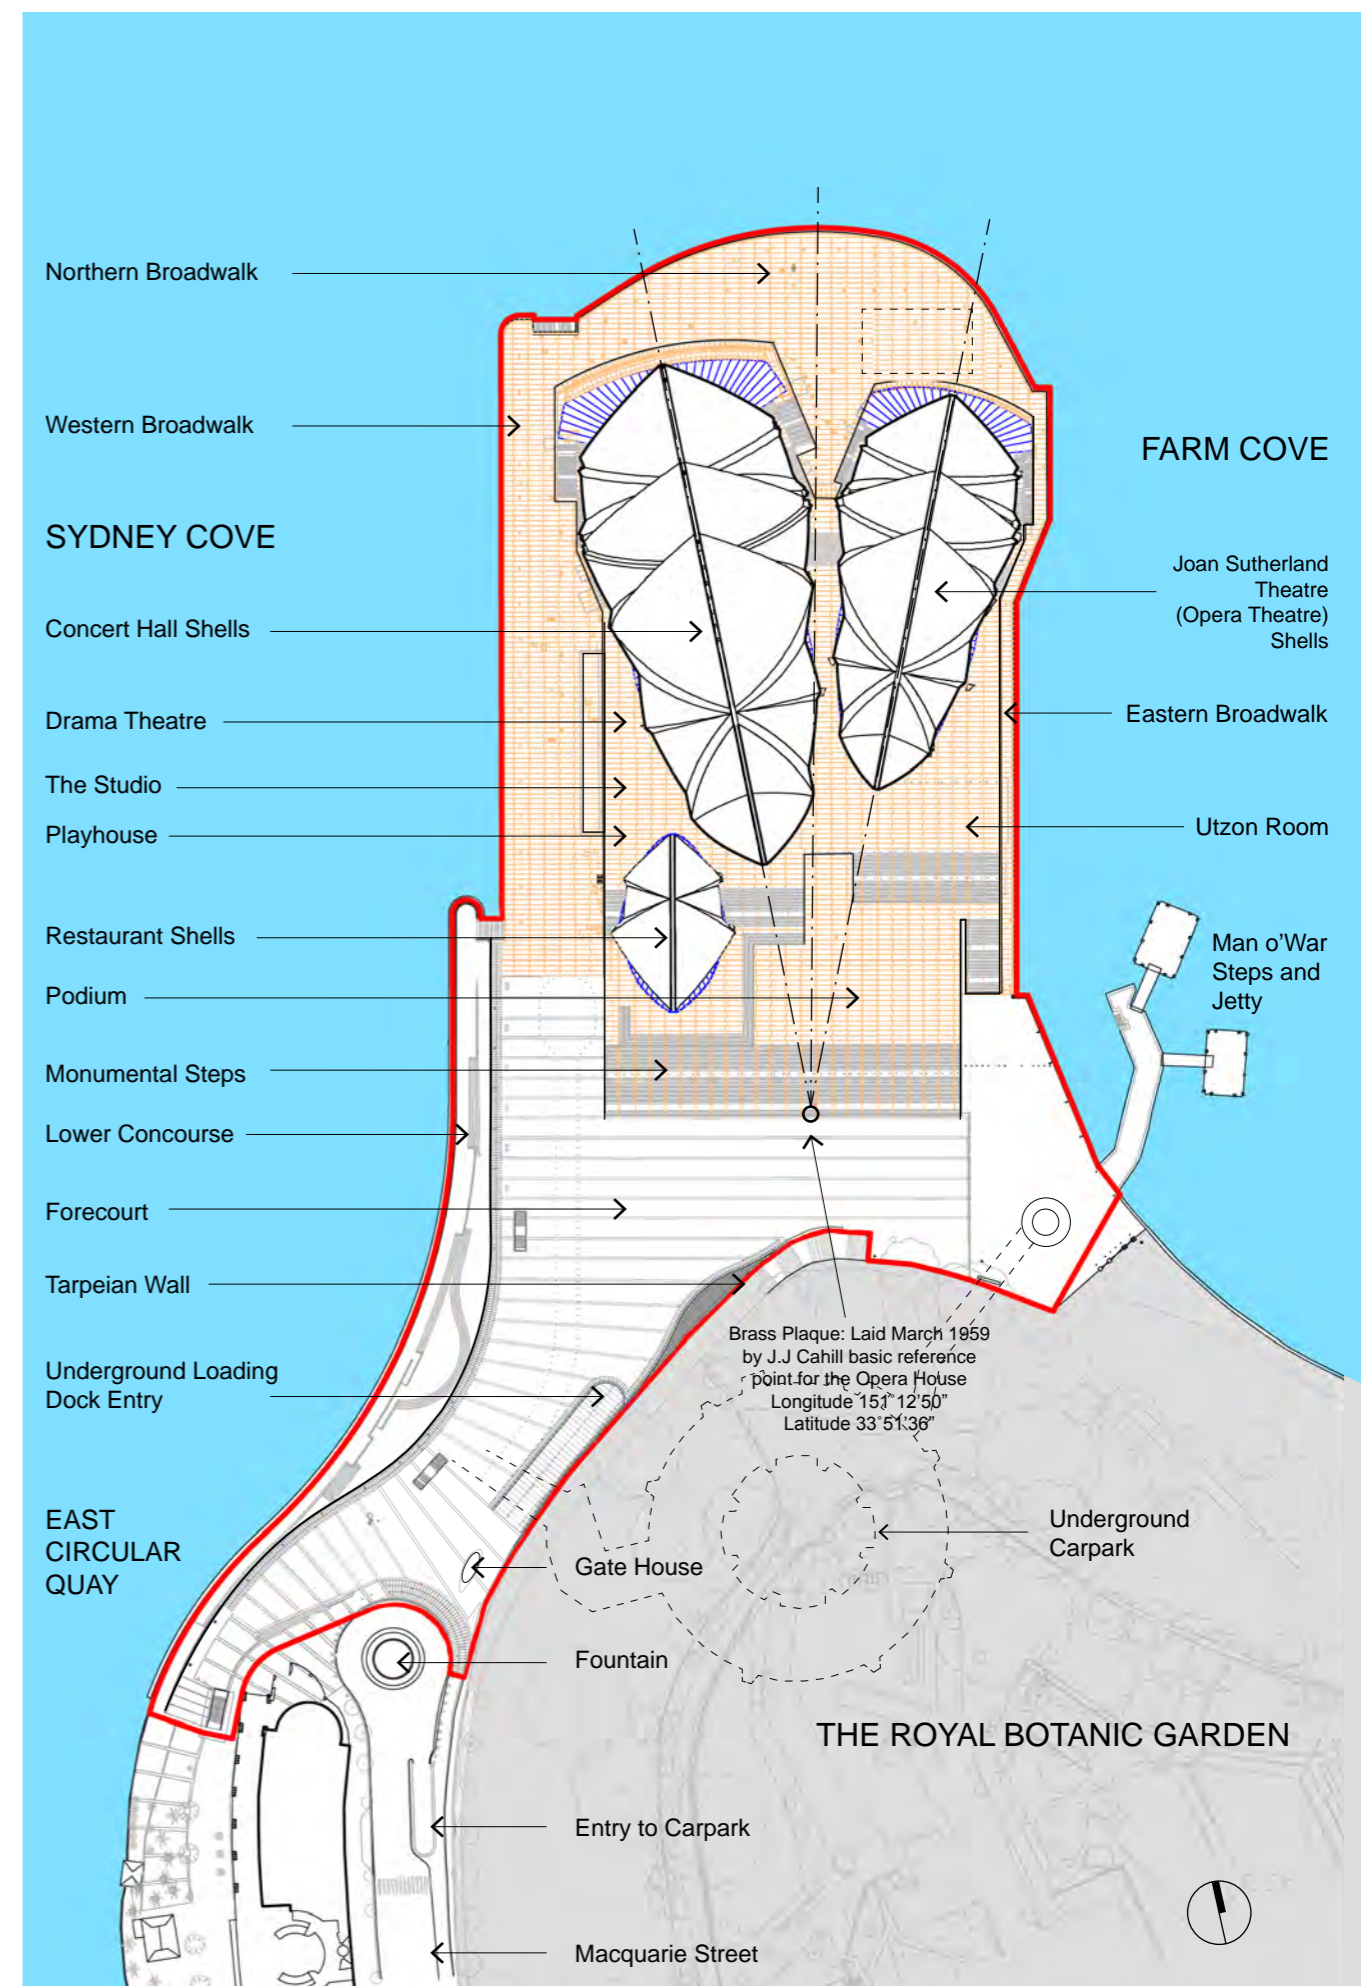 Northern Broadwalk
Western Broadwalk
FARM COVE
SYDNEY COVE
Joan Sutherland
Theatre
(Opera Theatre)
Shells
Concert Hall Shells
Drama Theatre
Eastern Broadwalk
The Studio
Playhouse
Utzon Room
Restaurant Shells
Man o’War
Steps and
Jetty
Podium
Monumental Steps
Lower Concourse
Forecourt
Tarpeian Wall
Brass Plaque: Laid March 1959
by J.J Cahill basic reference
point for the Opera House
Longitude 151˚12’50”
Latitude 33˚51’36”
Underground Loading
Dock Entry
EAST
CIRCULAR
QUAY
Underground
Carpark
Gate House
Fountain
THE ROYAL BOTANIC GARDEN
Entry to Carpark
Macquarie Street